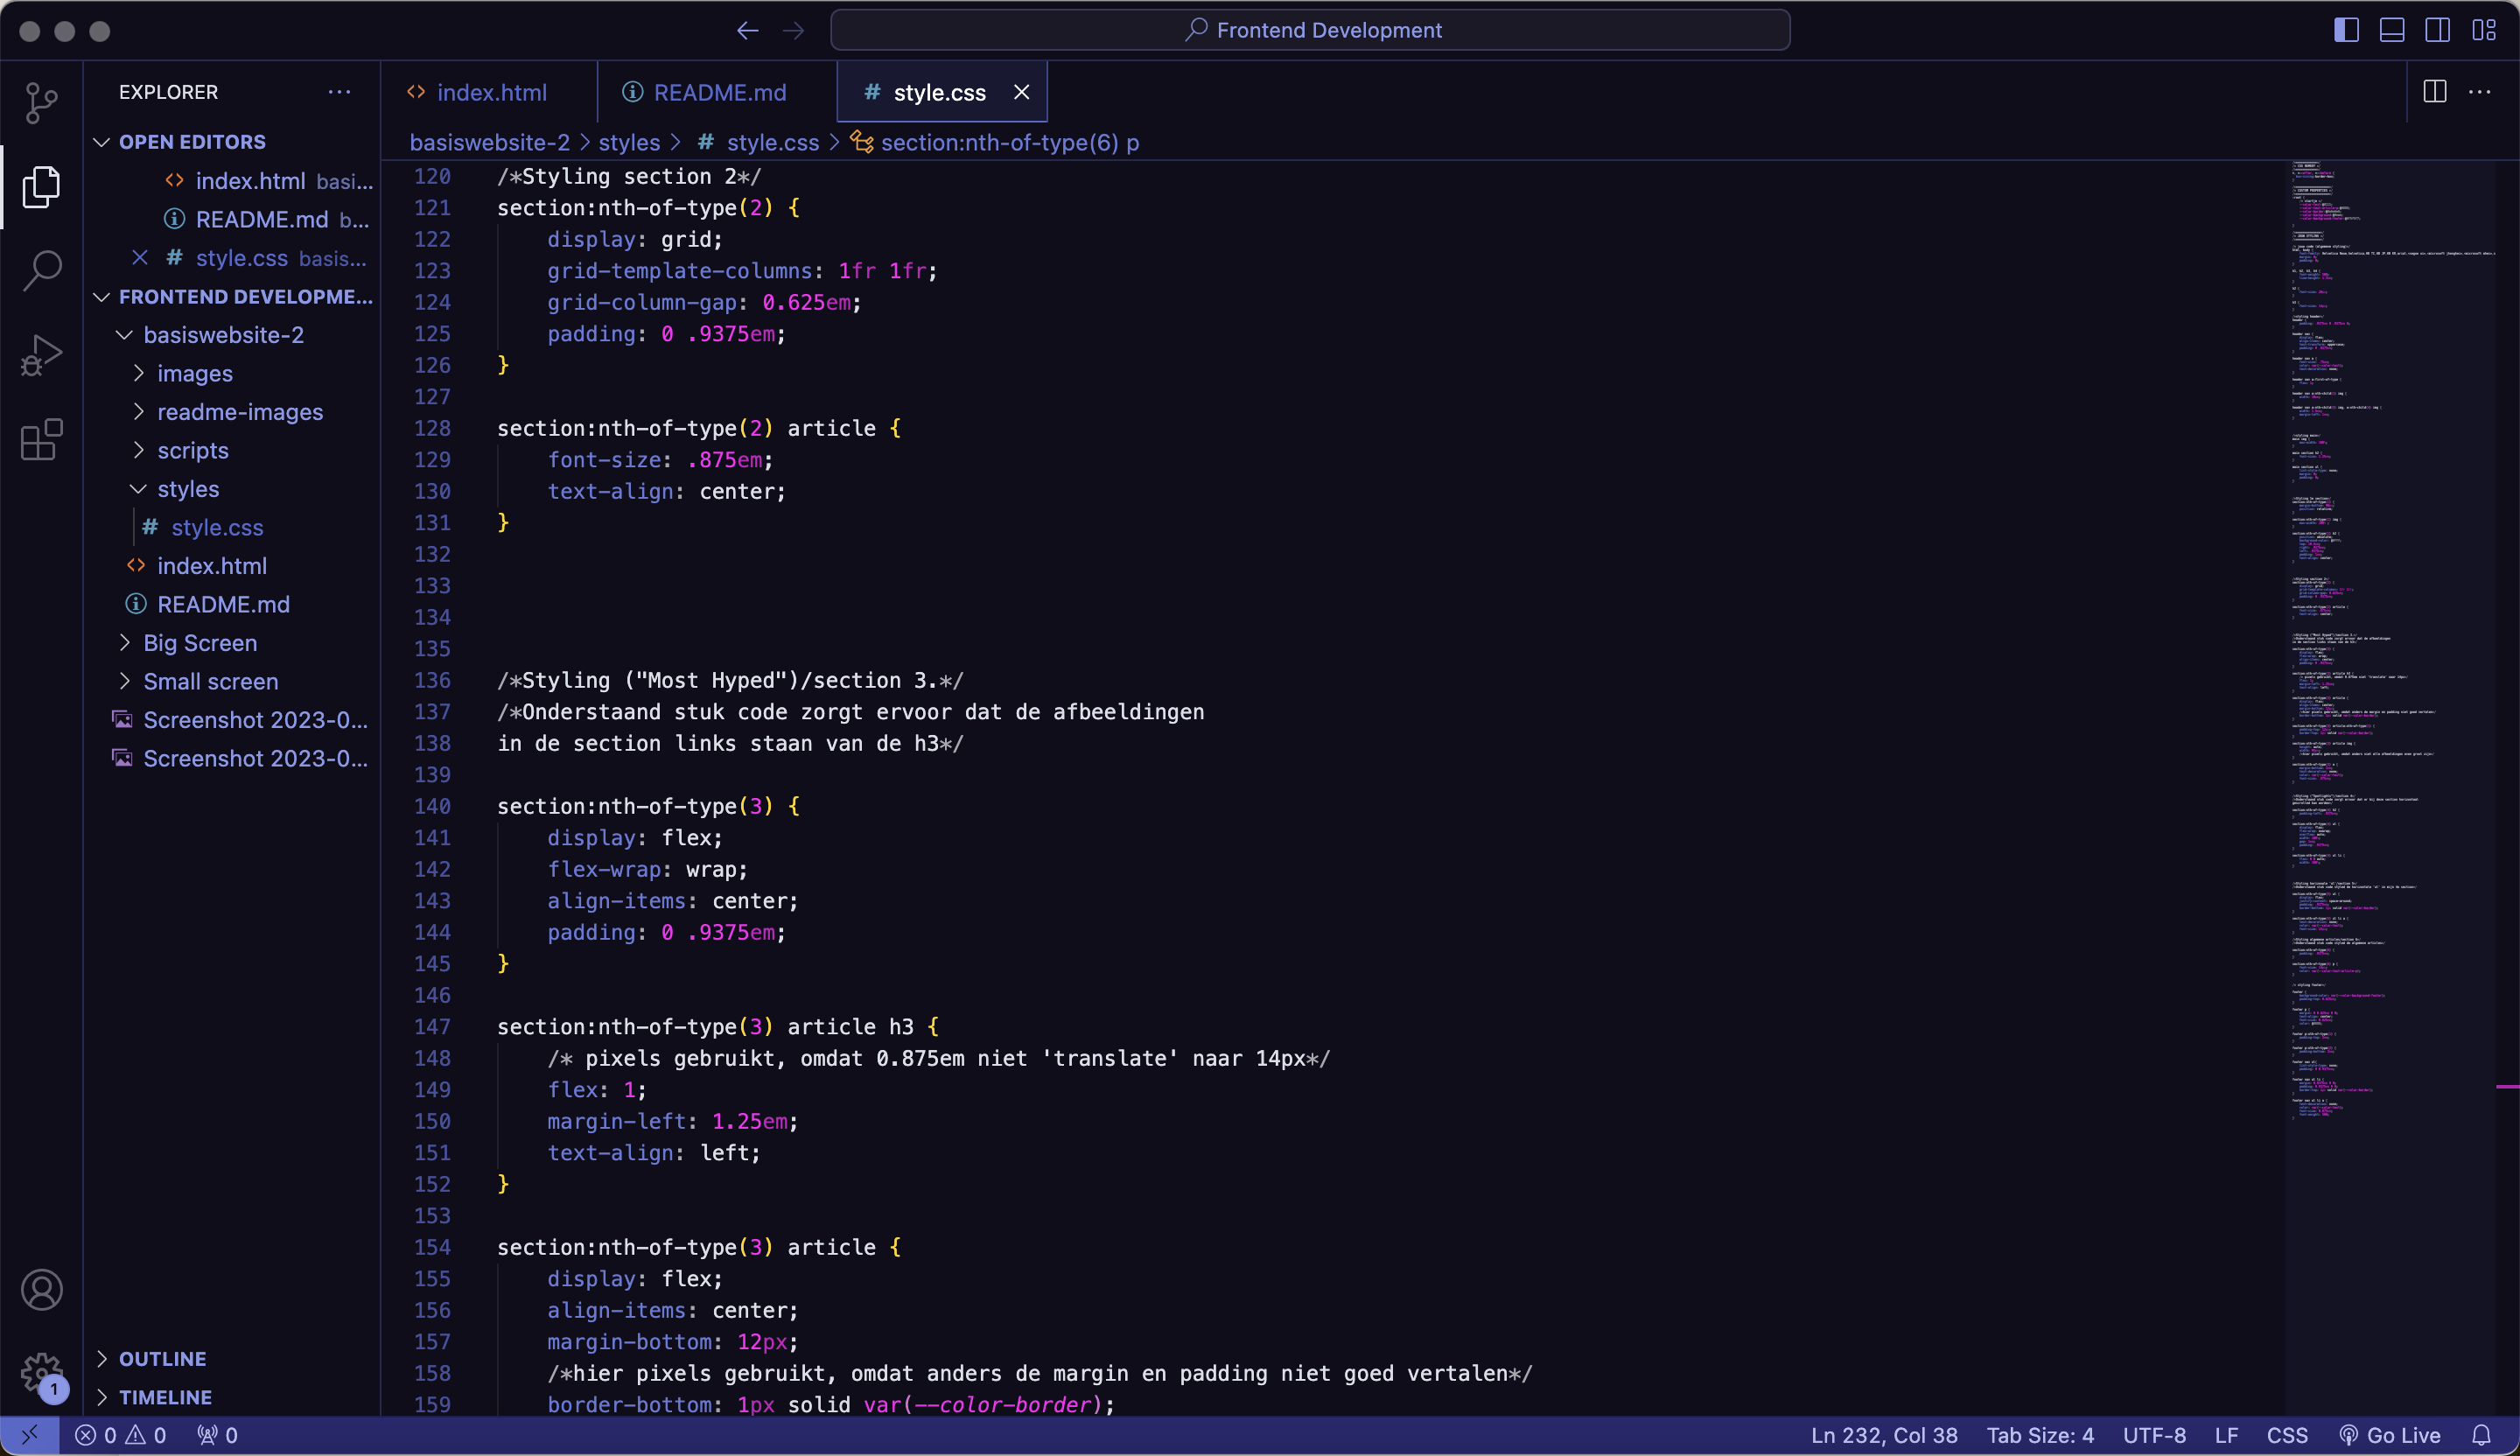 Frontend Development
EXPLORER
index.html
README.md
# style.css
OPEN EDITORS
index.html basi...
README.md b...
# style.css basis...
FRONTEND DEVELOPME...
basiswebsite-2
images
readme-images
scripts
styles
# style.css
index.html
README.md
Big Screen
Small screen
Screenshot 2023-0...
Screenshot 2023-0...
OUTLINE
TIMELINE
1
basiswebsite-2 > styles > # style.css > section:nth-of-type(6) p
120 /*Styling section 2*/
121 section:nth-of-type(2) {
122     display: grid;
123     grid-template-columns: 1fr 1fr;
124     grid-column-gap: 0.625em;
125     padding: 0 .9375em;
126 }
127
128 section:nth-of-type(2) article {
129     font-size: .875em;
130     text-align: center;
131 }
132
133
134
135
136 /*Styling ("Most Hyped")/section 3.*/
137 /*Onderstaand stuk code zorgt ervoor dat de afbeeldingen
138 in de section links staan van de h3*/
139
140 section:nth-of-type(3) {
141     display: flex;
142     flex-wrap: wrap;
143     align-items: center;
144     padding: 0 .9375em;
145 }
146
147 section:nth-of-type(3) article h3 {
148     /* pixels gebruikt, omdat 0.875em niet 'translate' naar 14px*/
149     flex: 1;
150     margin-left: 1.25em;
151     text-align: left;
152 }
153
154 section:nth-of-type(3) article {
155     display: flex;
156     align-items: center;
157     margin-bottom: 12px;
158     /*hier pixels gebruikt, omdat anders de margin en padding niet goed vertalen*/
159     border-bottom: 1px solid var(--color-border);
0 0 0
Ln 232, Col 38 Tab Size: 4 UTF-8 LF CSS Go Live